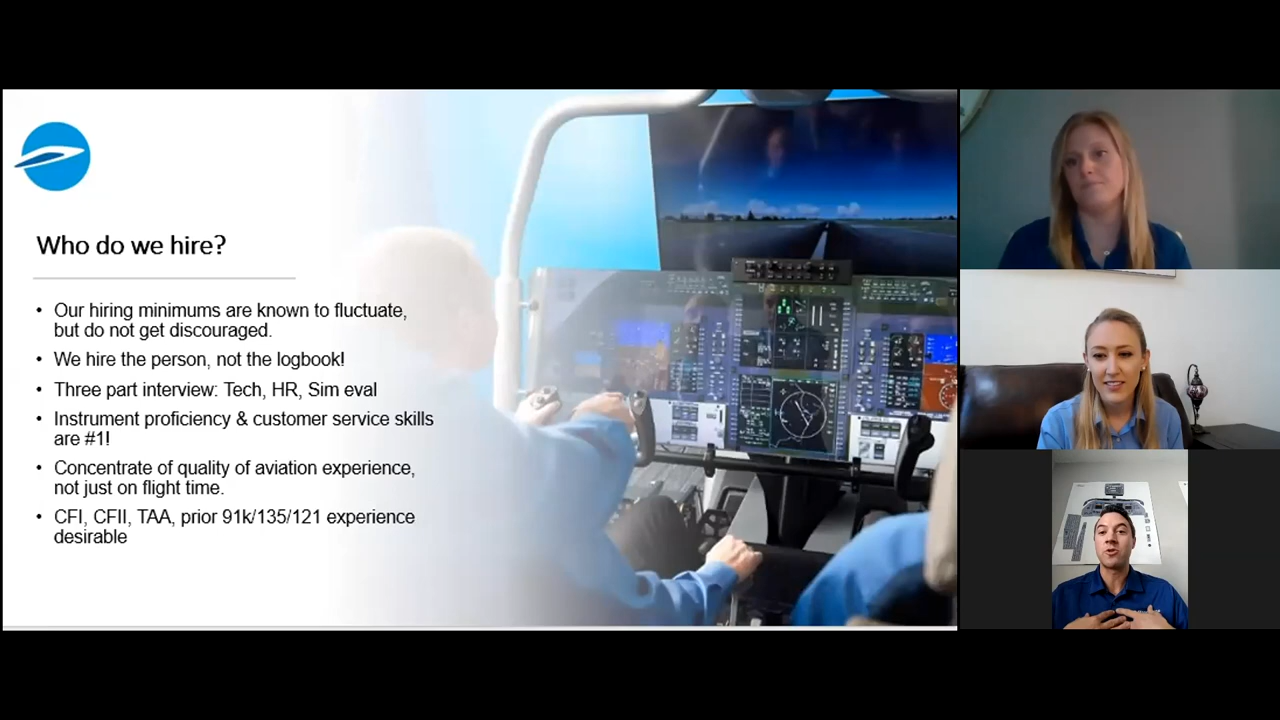 Who do we hire?
• Our hiring minimums are known to fluctuate,
but do not get discouraged.
• We hire the person, not the logbook!
• Three part interview: Tech, HR, Sim eval
• Instrument proficiency & customer service skills
are #1!
• Concentrate of quality of aviation experience,
not just on flight time.
• CFI, CFII, TAA, prior 91k/135/121 experience
desirable